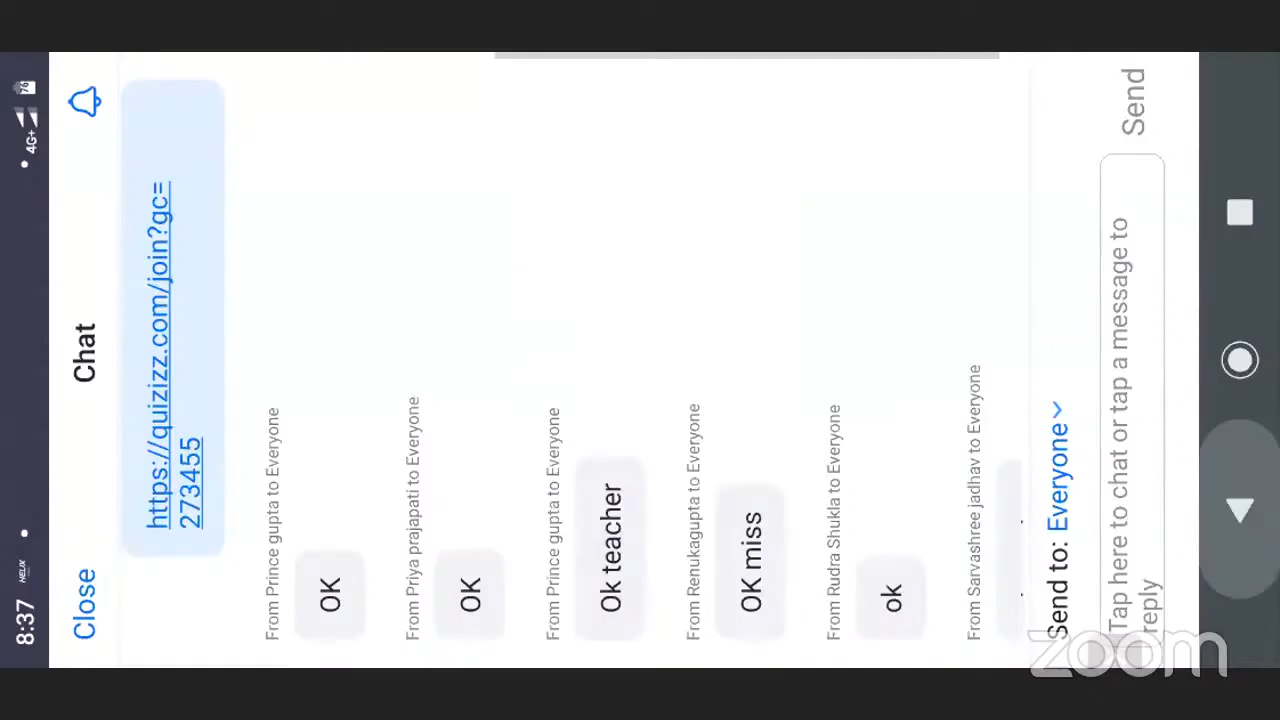 8:37
HELIX
4G+
76
Close
Chat
https://quizizz.com/join?gc=
273455
From Prince gupta to Everyone
OK
From Priya prajapati to Everyone
OK
From Prince gupta to Everyone
Ok teacher
From Renukagupta to Everyone
OK miss
From Rudra Shukla to Everyone
ok
From Sarvashree jadhav to Everyone
Send to: Everyone
Tap here to chat or tap a message to
reply
Send
zoom